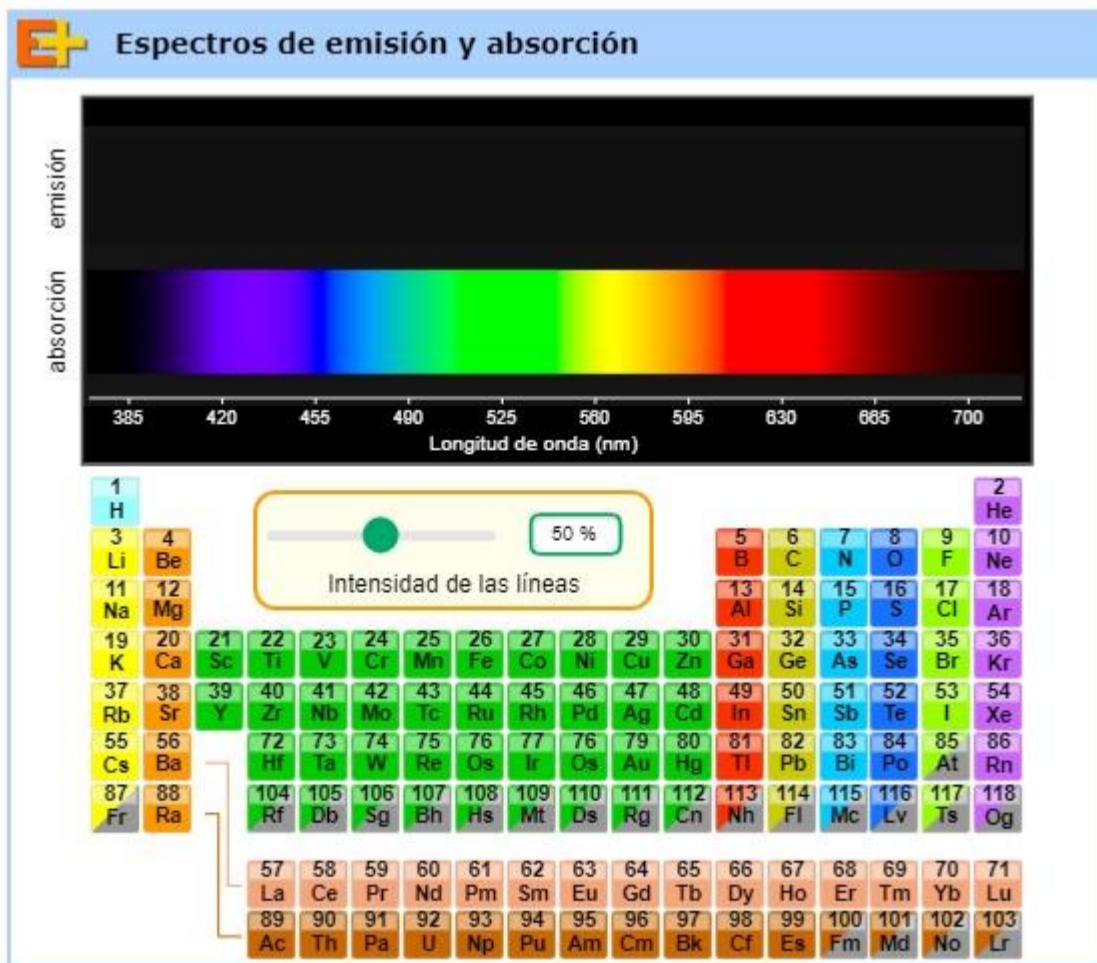 E+ Espectros de emisión y absorción
emisión
absorción
385 420 455 490 525 560 595 630 665 700
Longitud de onda (nm)
1 2
H He
50 %
Intensidad de las líneas
3 4 5 6 7 8 9 10
Li Be B C N O F Ne
11 12 13 14 15 16 17 18
Na Mg Al Si P S Cl Ar
19 20 21 22 23 24 25 26 27 28 29 30 31 32 33 34 35 36
K Ca Sc Ti V Cr Mn Fe Co Ni Cu Zn Ga Ge As Se Br Kr
37 38 39 40 41 42 43 44 45 46 47 48 49 50 51 52 53 54
Rb Sr Y Zr Nb Mo Tc Ru Rh Pd Ag Cd In Sn Sb Te I Xe
55 56 72 73 74 75 76 77 76 79 80 81 82 83 84 85 86
Cs Ba Hf Ta W Re Os Ir Os Au Hg Tl Pb Bi Po At Rn
87 88 104 105 106 107 108 109 110 111 112 113 114 115 116 117 118
Fr Ra Rf Db Sg Bh Hs Mt Ds Rg Cn Nh Fl Mc Lv Ts Og
57 58 59 60 61 62 63 64 65 66 67 68 69 70 71
La Ce Pr Nd Pm Sm Eu Gd Tb Dy Ho Er Tm Yb Lu
89 90 91 92 93 94 95 96 97 98 99 100 101 102 103
Ac Th Pa U Np Pu Am Cm Bk Cf Es Fm Md No Lr